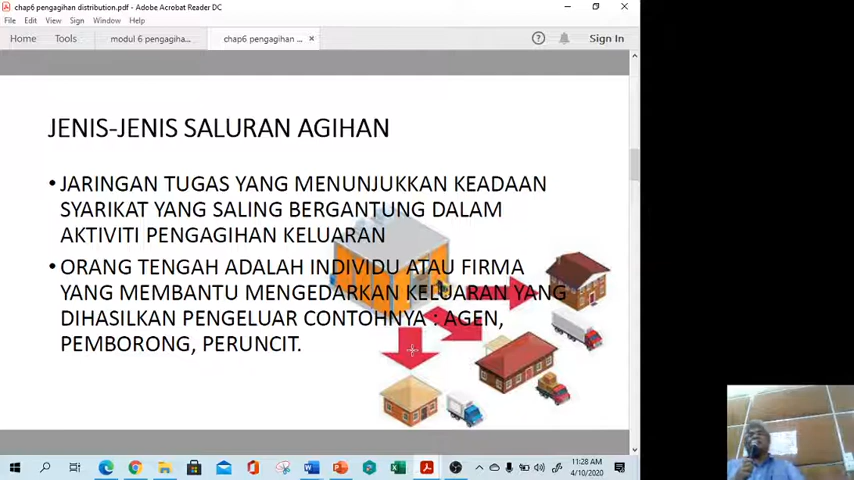 chap6 pengagihan distribution.pdf - Adobe Acrobat Reader DC
File Edit View Sign Window Help
Home Tools modul 6 pengagiha... chap6 pengagihan ... × Sign In
JENIS-JENIS SALURAN AGIHAN
• JARINGAN TUGAS YANG MENUNJUKKAN KEADAAN
SYARIKAT YANG SALING BERGANTUNG DALAM
AKTIVITI PENGAGIHAN KELUARAN
• ORANG TENGAH ADALAH INDIVIDU ATAU FIRMA
YANG MEMBANTU MENGEDARKAN KELUARAN YANG
DIHASILKAN PENGELUAR CONTOHNYA : AGEN,
PEMBORONG, PERUNCIT.
11:28 AM
4/10/2020